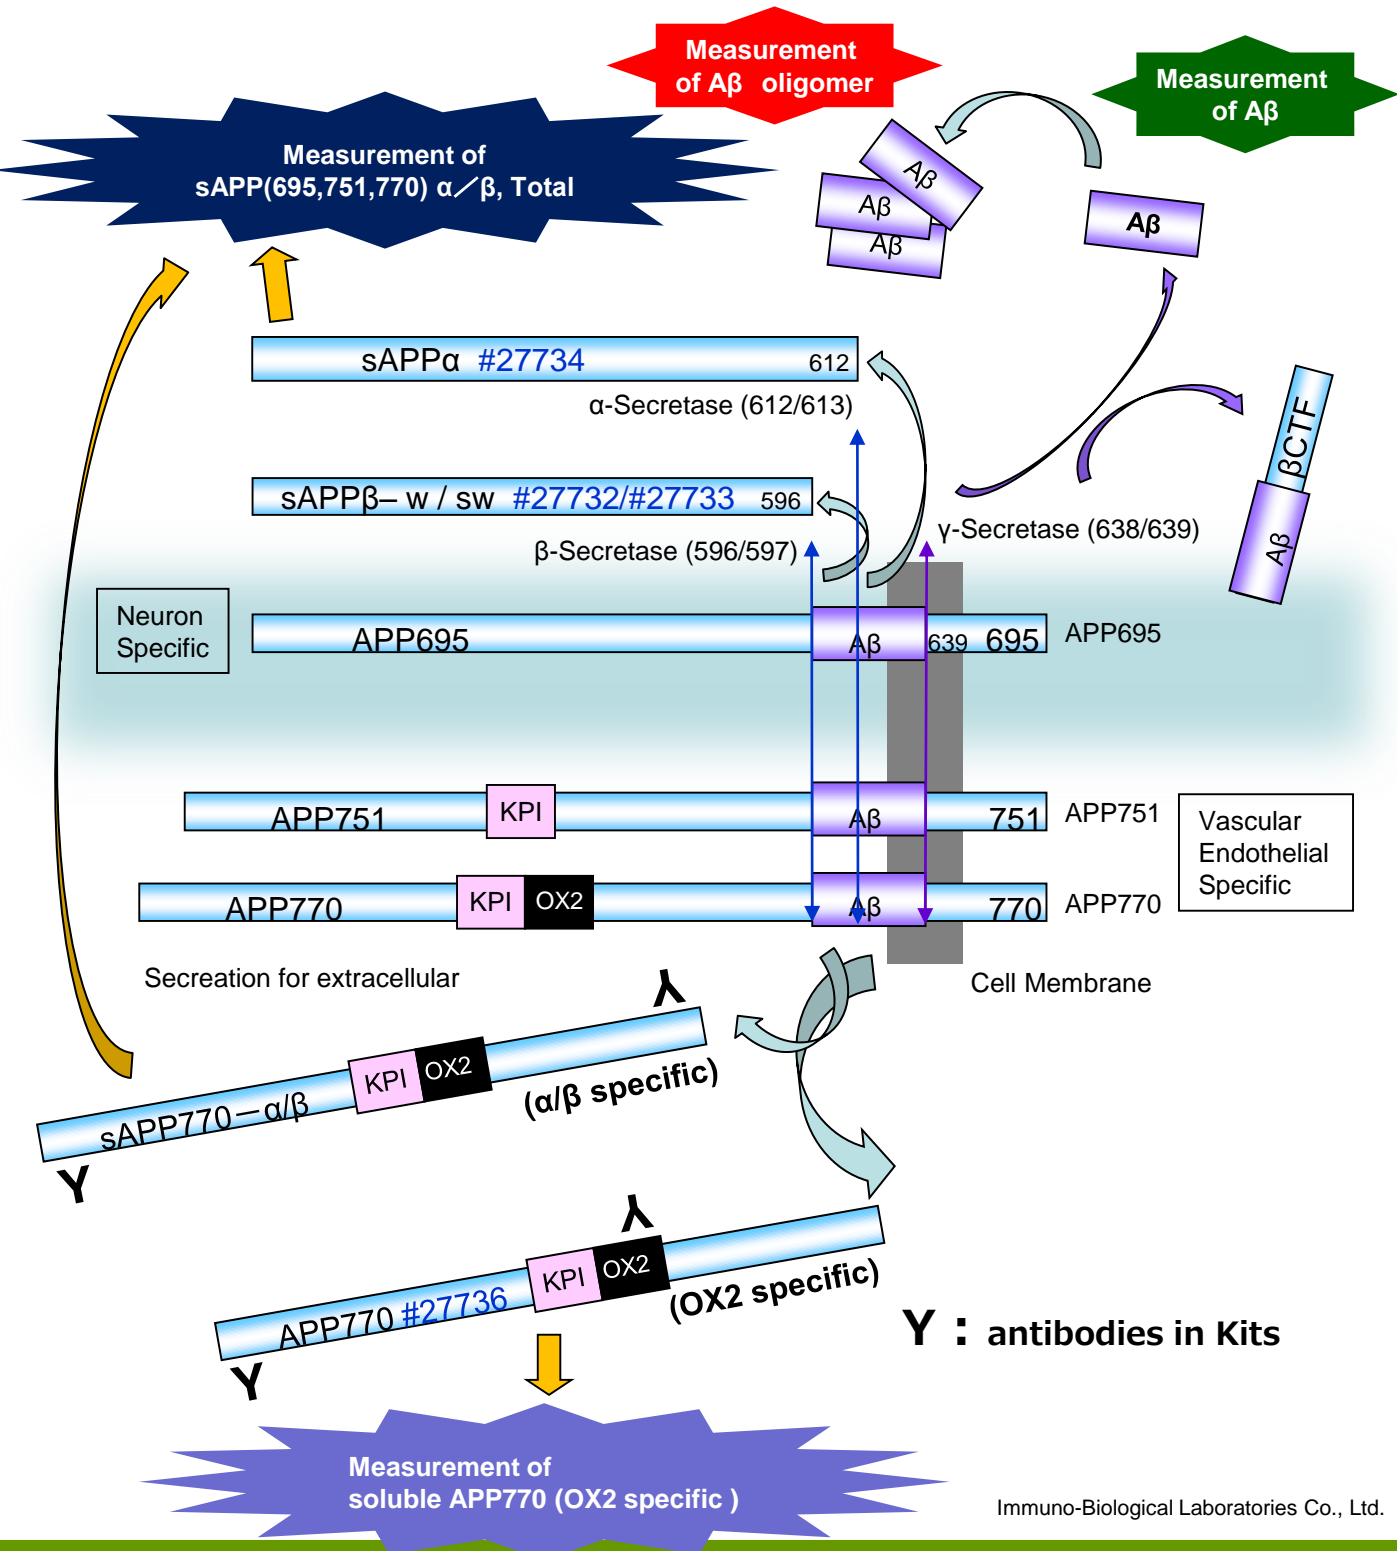 Measurement
of Aβ oligomer
Measurement
of Aβ
Measurement of
sAPP(695,751,770) α／β, Total
Aβ
Aβ
Aβ
Aβ
sAPPα #27734 612
α-Secretase (612/613)
βCTF
Aβ
sAPPβ– w / sw #27732/#27733 596
β-Secretase (596/597)
γ-Secretase (638/639)
Neuron
Specific
APP695 Aβ 639 695 APP695
APP751 KPI Aβ 751 APP751
Vascular
Endothelial
Specific
APP770 KPI OX2 Aβ 770 APP770
Secreation for extracellular
Cell Membrane
Y
sAPP770－α/β KPI OX2
(α/β specific)
Y
Y
APP770 #27736 KPI OX2
(OX2 specific)
Y
Y : antibodies in Kits
Measurement of
soluble APP770 (OX2 specific )
Immuno-Biological Laboratories Co., Ltd.